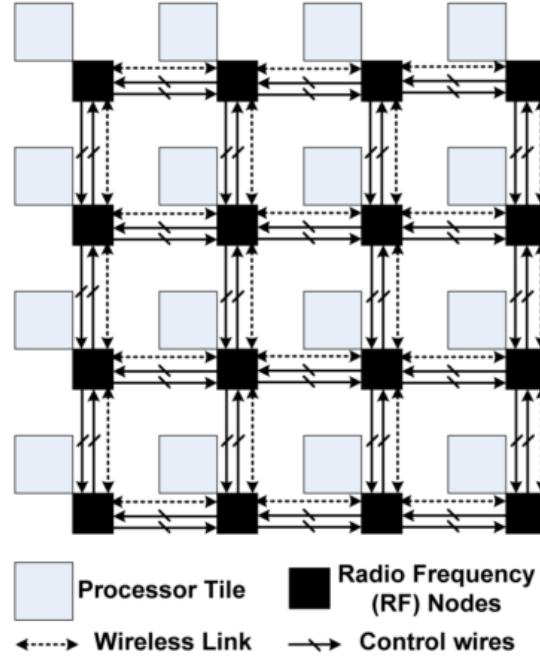 Processor Tile
Radio Frequency
(RF) Nodes
Wireless Link
Control wires